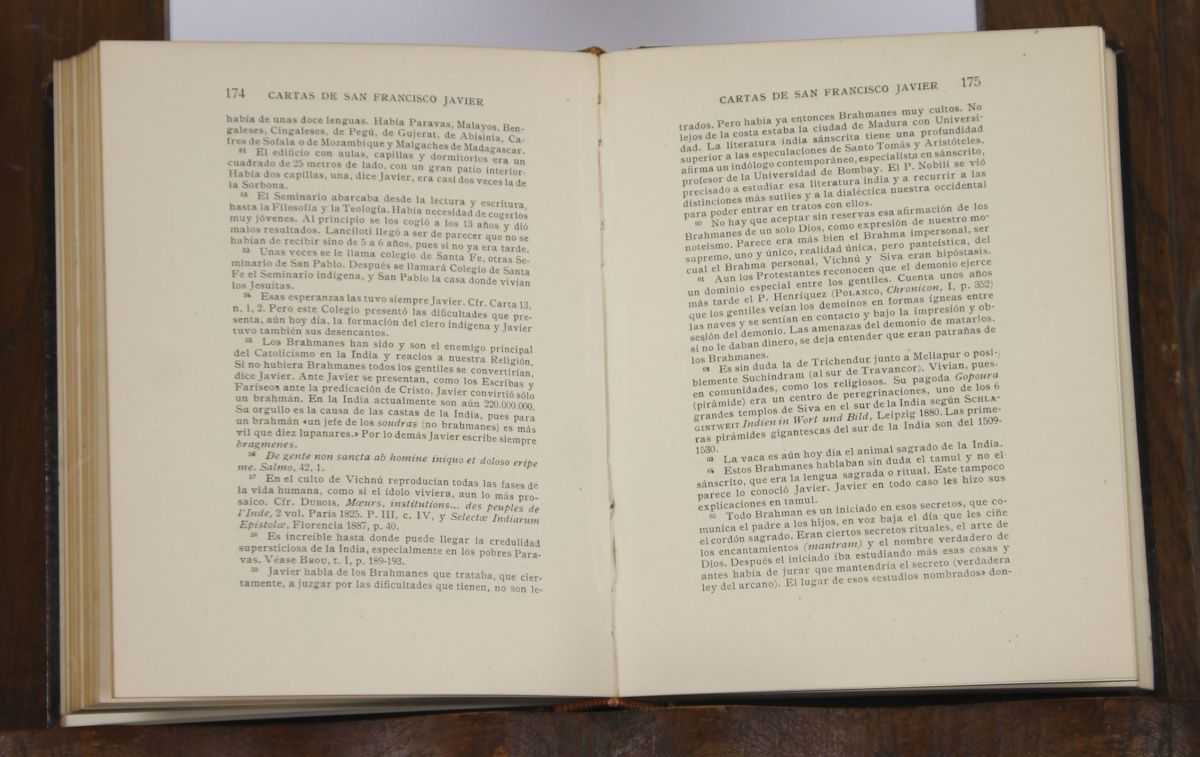 174 CARTAS DE SAN FRANCISCO JAVIER
había de unas doce lenguas. Había Paravas, Malayos, Ben-
galeses, Cingaleses, de Pegú, de Gujerat, de Abisinia, Ca-
fres de Sofala o de Mozambique y Malgaches de Madagascar.
51 El edificio con aulas, capillas y dormitorios era un
cuadrado de 25 metros de lado, con un gran patio interior.
Había dos capillas, una, dice Javier, era casi dos veces la de
la Sorbona.
52 El Seminario abarcaba desde la lectura y escritura,
hasta la Filosofía y la Teología. Había necesidad de cogerlos
muy jóvenes. Al principio se los cogió a los 13 años y dió
malos resultados. Lanciloti llegó a ser de parecer que no se
habían de recibir sino de 5 a 6 años, pues si no ya era tarde.
53 Unas veces se le llama colegio de Santa Fe, otras Se-
minario de San Pablo. Después se llamará Colegio de Santa
Fe el Seminario indígena, y San Pablo la casa donde vivían
los Jesuitas.
54 Esas esperanzas las tuvo siempre Javier. Cfr. Carta 13,
n. 1, 2. Pero este Colegio presentó las dificultades que pre-
senta, aún hoy día, la formación del clero indígena y Javier
tuvo también sus desencantos.
55 Los Brahmanes han sido y son el enemigo principal
del Catolicismo en la India y reacios a nuestra Religión.
Si no hubiera Brahmanes todos los gentiles se convertirían,
dice Javier. Ante Javier se presentan, como los Escribas y
Fariseos ante la predicación de Cristo. Javier convirtió sólo
un brahmán. En la India actualmente son aún 220.000.000.
Su orgullo es la causa de las castas de la India, pues para
un brahmán «un jefe de los soudras (no brahmanes) es más
vil que diez lupanares.» Por lo demás Javier escribe siempre
bragmenes.
56 De gente non sancta ab homine iniquo et doloso eripe
me. Salmo, 42, 1.
57 En el culto de Vichnú reproducían todas las fases de
la vida humana, como si el ídolo viviera, aun lo más pro-
saico. Cfr. DUBOIS, Mœurs, institutions... des peuples de
l'Inde, 2 vol. París 1825. P. III, c. IV, y Selectæ Indiarum
Epistolæ. Florencia 1887, p. 40.
58 Es increíble hasta donde puede llegar la credulidad
supersticiosa de la India, especialmente en los pobres Para-
vas. Véase BROU, t. I, p. 189-193.
59 Javier habla de los Brahmanes que trataba, que cier-
tamente, a juzgar por las dificultades que tienen, no son le-
CARTAS DE SAN FRANCISCO JAVIER 175
trados. Pero había ya entonces Brahmanes muy cultos. No
lejos de la costa estaba la ciudad de Madura con Universi-
dad. La literatura india sánscrita tiene una profundidad
superior a las especulaciones de Santo Tomás y Aristóteles,
afirma un indólogo contemporáneo, especialista en sánscrito,
profesor de la Universidad de Bombay. El P. Nobili se vió
precisado a estudiar esa literatura india y a recurrir a las
distinciones más sutiles y a la dialéctica nuestra occidental
para poder entrar en tratos con ellos.
60 No hay que aceptar sin reservas esa afirmación de los
Brahmanes de un solo Dios, como expresión de nuestro mo-
noteísmo. Parece era más bien el Brahma impersonal, ser
supremo, uno y único, realidad única, pero panteística, del
cual el Brahma personal, Vichnú y Siva eran hipóstasis.
61 Aun los Protestantes reconocen que el demonio ejerce
un dominio especial entre los gentiles. Cuenta unos años
más tarde el P. Henríquez (POLANCO, Chronicon, I, p. 352)
que los gentiles veían los demoinos en formas ígneas entre
las naves y se sentían en contacto y bajo la impresión y ob-
sesión del demonio. Las amenazas del demonio de matarlos,
si no le daban dinero, se deja entender que eran patrañas de
los Brahmanes.
62 Es sin duda la de Trichendur junto a Meliapur o posi-
blemente Suchindram (al sur de Travancor). Vivían, pues,
en comunidades, como los religiosos. Su pagoda Gopoura
(pirámide) era un centro de peregrinaciones, uno de los 6
grandes templos de Siva en el sur de la India según SCHLA-
GINTWEIT Indien in Wort und Bild, Leipzig 1880. Las prime-
ras pirámides gigantescas del sur de la India son del 1509-
1530.
63 La vaca es aún hoy día el animal sagrado de la India.
64 Estos Brahmanes hablaban sin duda el tamul y no el
sánscrito, que era la lengua sagrada o ritual. Este tampoco
parece lo conoció Javier. Javier en todo caso les hizo sus
explicaciones en tamul.
65 Todo Brahman es un iniciado en esos secretos, que co-
munica el padre a los hijos, en voz baja el día que les ciñe
el cordón sagrado. Eran ciertos secretos rituales, el arte de
los encantamientos (mantram) y el nombre verdadero de
Dios. Después el iniciado iba estudiando más esas cosas y
antes había de jurar que mantendría el secreto (verdadera
ley del arcano). El lugar de esos «estudios nombrados» don-